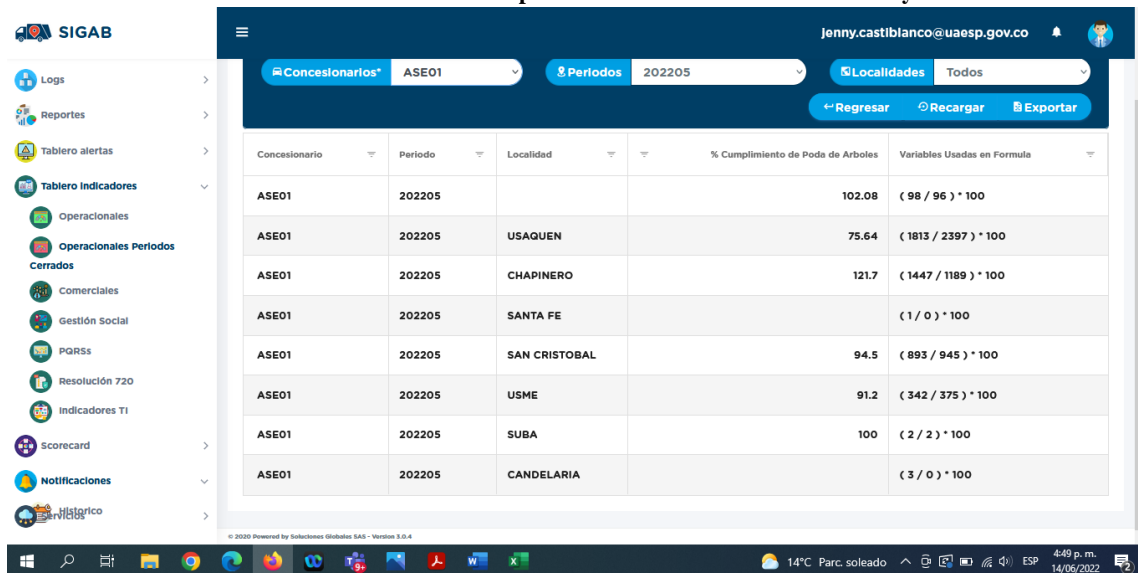 SIGAB
jenny.castiblanco@uaesp.gov.co
Concesionarios* ASE01 Periodos 202205 Localidades Todos
Regresar Recargar Exportar
Logs
Reportes
Tablero alertas
Tablero Indicadores
Operacionales
Operacionales Periodos
Cerrados
Comerciales
Gestión Social
PQRSs
Resolución 720
Indicadores TI
Scorecard
Notificaciones
Historico
Servicios
Concesionario Periodo Localidad % Cumplimiento de Poda de Arboles Variables Usadas en Formula
ASE01 202205 102.08 ( 98 / 96 ) * 100
ASE01 202205 USAQUEN 75.64 ( 1813 / 2397 ) * 100
ASE01 202205 CHAPINERO 121.7 ( 1447 / 1189 ) * 100
ASE01 202205 SANTA FE ( 1 / 0 ) * 100
ASE01 202205 SAN CRISTOBAL 94.5 ( 893 / 945 ) * 100
ASE01 202205 USME 91.2 ( 342 / 375 ) * 100
ASE01 202205 SUBA 100 ( 2 / 2 ) * 100
ASE01 202205 CANDELARIA ( 3 / 0 ) * 100
© 2020 Powered by Soluciones Globales SAS - Version 3.0.4
9+
14°C Parc. soleado ESP 4:49 p. m.
14/06/2022 2